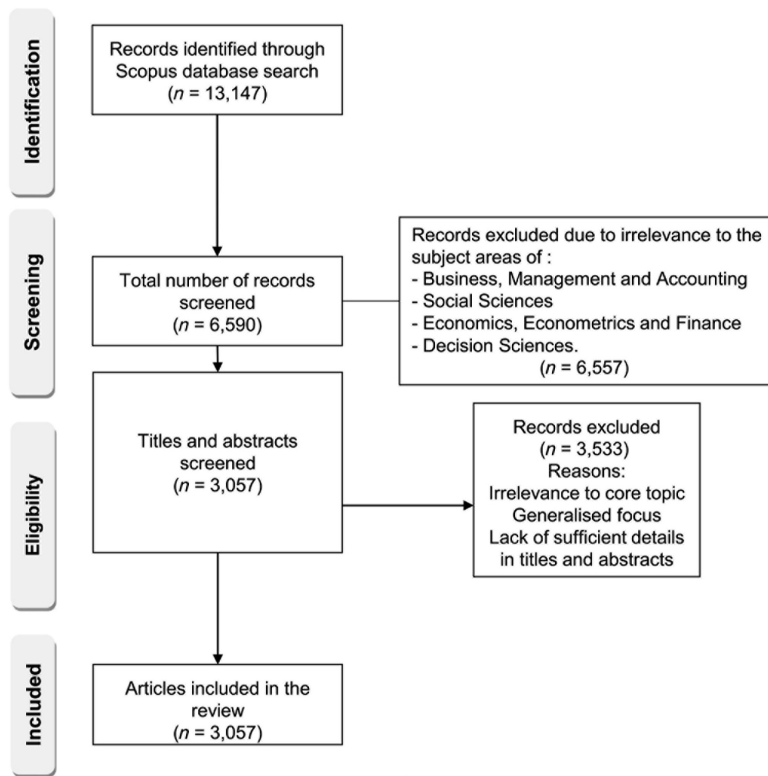 Identification
Records identified through
Scopus database search
(n = 13,147)
Screening
Total number of records
screened
(n = 6,590)
Records excluded due to irrelevance to the
subject areas of :
- Business, Management and Accounting
- Social Sciences
- Economics, Econometrics and Finance
- Decision Sciences.
(n = 6,557)
Eligibility
Titles and abstracts
screened
(n = 3,057)
Records excluded
(n = 3,533)
Reasons:
Irrelevance to core topic
Generalised focus
Lack of sufficient details
in titles and abstracts
Included
Articles included in the
review
(n = 3,057)